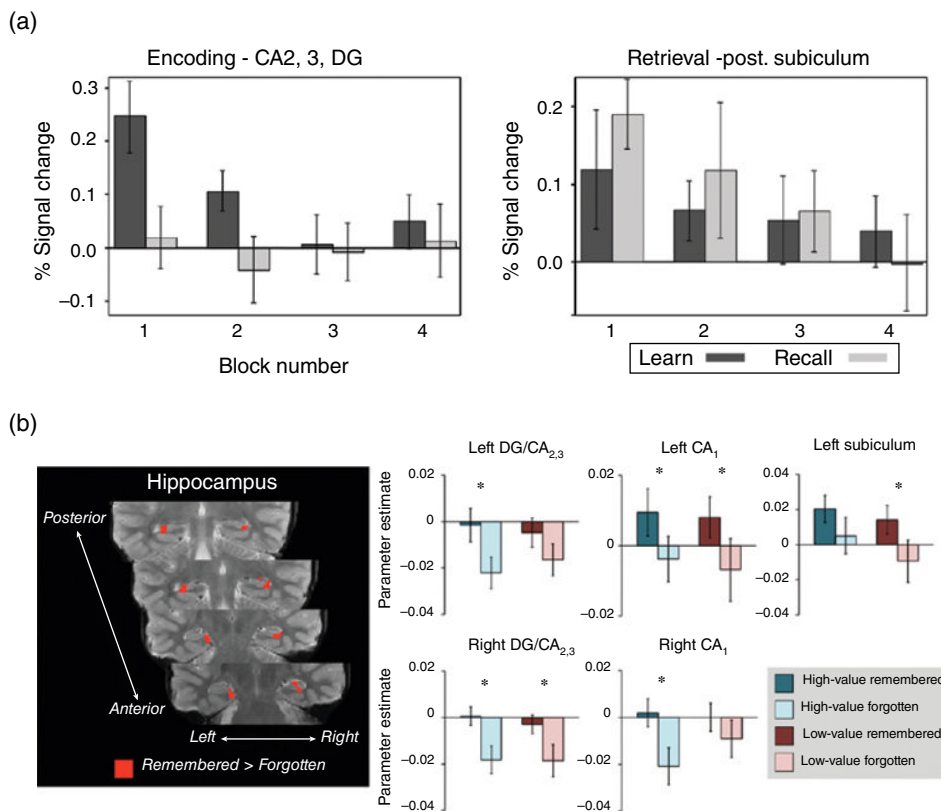 (a)
Encoding - CA2, 3, DG
% Signal change
0.3
0.2
0.1
0.0
–0.1
1 2 3 4
Block number
Retrieval -post. subiculum
% Signal change
0.2
0.1
0.0
1 2 3 4
Learn Recall
(b)
Hippocampus
Posterior
Anterior
Left Right
Remembered > Forgotten
Left DG/CA2,3
Parameter estimate
0.02
0
–0.02
–0.04
*
Left CA1
0.02
0
–0.02
* *
Left subiculum
0.04
0.02
0
–0.02
–0.04
*
Right DG/CA2,3
Parameter estimate
0.02
0
–0.02
–0.04
* *
Right CA1
0.02
0
–0.02
–0.04
*
High-value remembered
High-value forgotten
Low-value remembered
Low-value forgotten